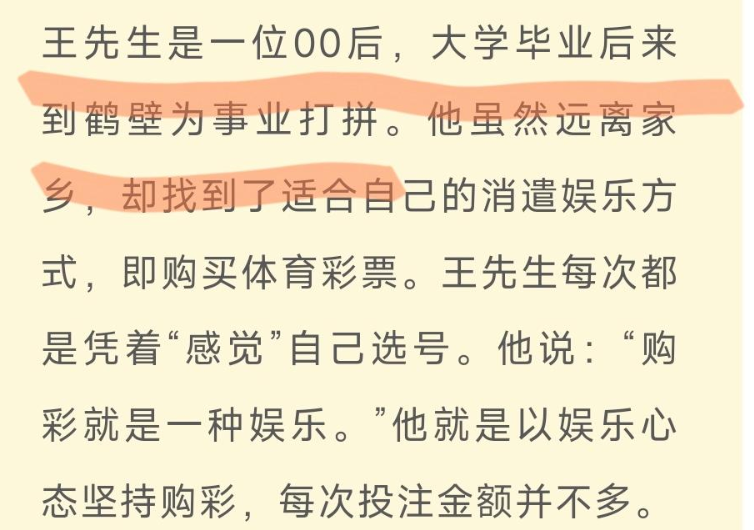 王先生是一位00后，大学毕业后来
到鹤壁为事业打拼。他虽然远离家
乡，却找到了适合自己的消遣娱乐方
式，即购买体育彩票。王先生每次都
是凭着“感觉”自己选号。他说：“购
彩就是一种娱乐。”他就是以娱乐心
态坚持购彩，每次投注金额并不多。